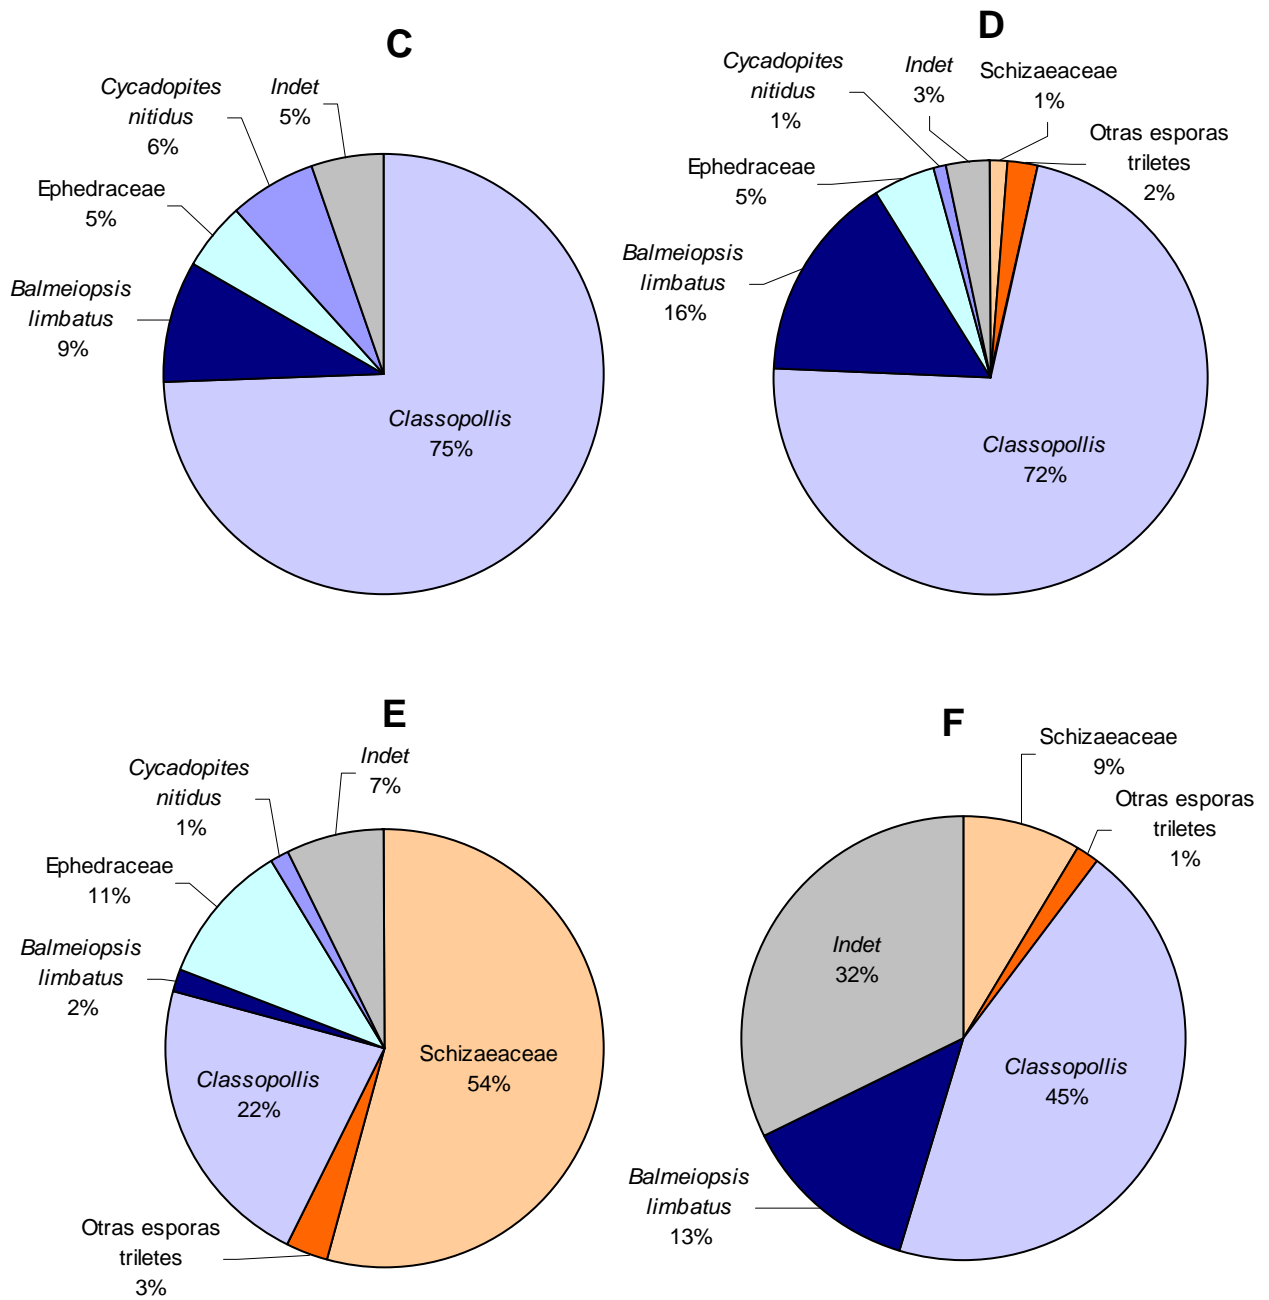 C
Cycadopites
nitidus
6%
Indet
5%
Ephedraceae
5%
Balmeiopsis
limbatus
9%
Classopollis
75%
D
Cycadopites
nitidus
1%
Indet
3%
Schizaeaceae
1%
Otras esporas
triletes
2%
Ephedraceae
5%
Balmeiopsis
limbatus
16%
Classopollis
72%
E
Cycadopites
nitidus
1%
Indet
7%
Ephedraceae
11%
Balmeiopsis
limbatus
2%
Schizaeaceae
54%
Classopollis
22%
Otras esporas
triletes
3%
F
Schizaeaceae
9%
Otras esporas
triletes
1%
Indet
32%
Classopollis
45%
Balmeiopsis
limbatus
13%